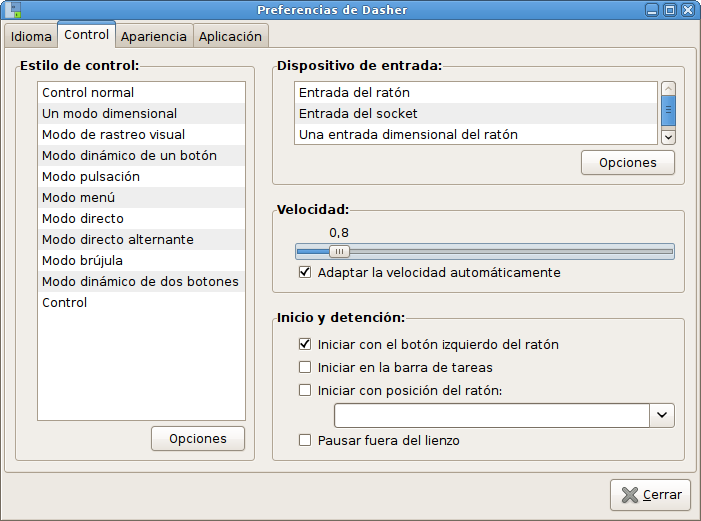 Preferencias de Dasher
Idioma
Control
Apariencia
Aplicación
Estilo de control:
Control normal
Un modo dimensional
Modo de rastreo visual
Modo dinámico de un botón
Modo pulsación
Modo menú
Modo directo
Modo directo alternante
Modo brújula
Modo dinámico de dos botones
Control
Opciones
Dispositivo de entrada:
Entrada del ratón
Entrada del socket
Una entrada dimensional del ratón
Opciones
Velocidad:
0,8
Adaptar la velocidad automáticamente
Inicio y detención:
Iniciar con el botón izquierdo del ratón
Iniciar en la barra de tareas
Iniciar con posición del ratón:
Pausar fuera del lienzo
Cerrar